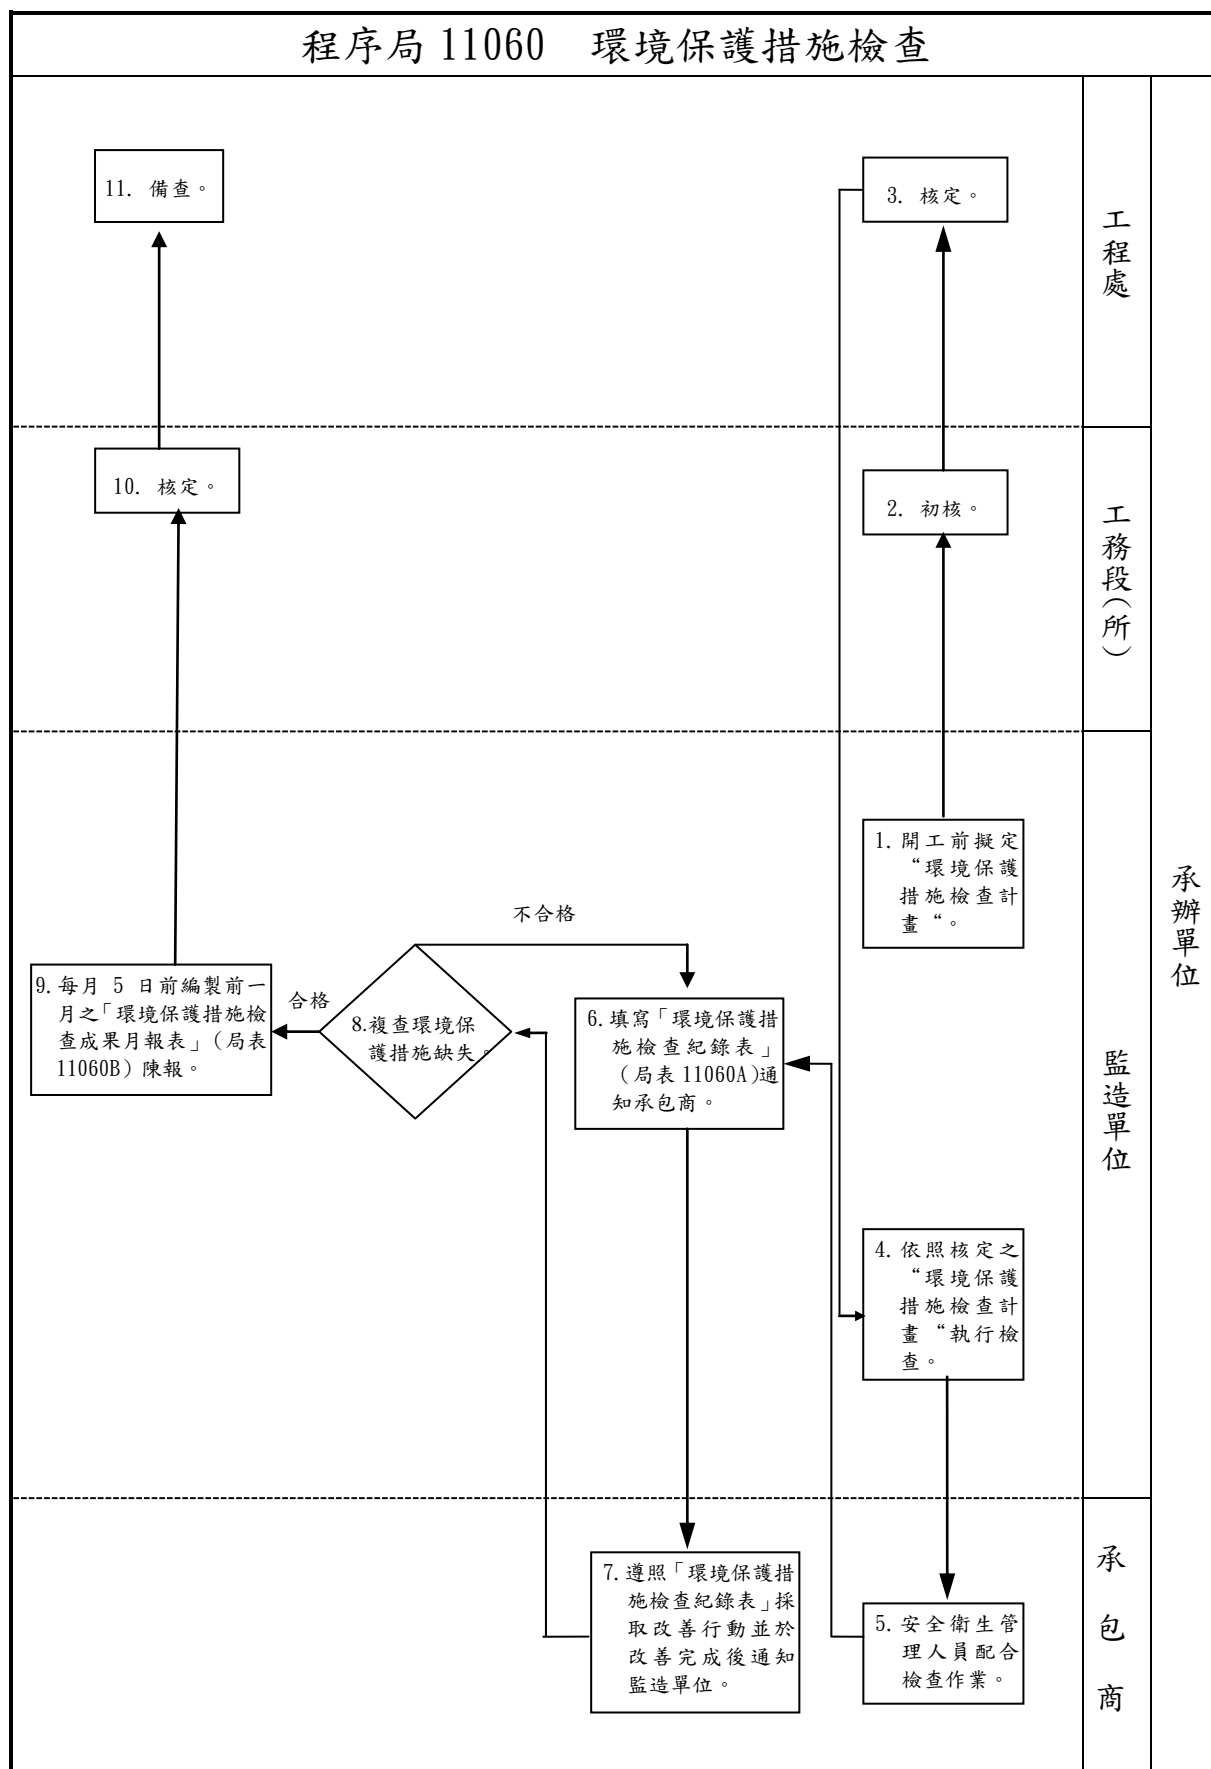 程序局 11060 環境保護措施檢查
11. 備查。
3. 核定。
工程處
10. 核定。
2. 初核。
工務段(所)
1. 開工前擬定
“環境保護
措施檢查計
畫“。
承辦單位
不合格
9. 每月 5 日前編製前一
月之「環境保護措施檢
查成果月報表」(局表
11060B) 陳報。
合格
8. 複查環境保
護措施缺失。
6. 填寫「環境保護措
施檢查紀錄表」
(局表 11060A)通
知承包商。
監造單位
4. 依照核定之
“環境保護
措施檢查計
畫“執行檢
查。
7. 遵照「環境保護措
施檢查紀錄表」採
取改善行動並於
改善完成後通知
監造單位。
5. 安全衛生管
理人員配合
檢查作業。
承包商